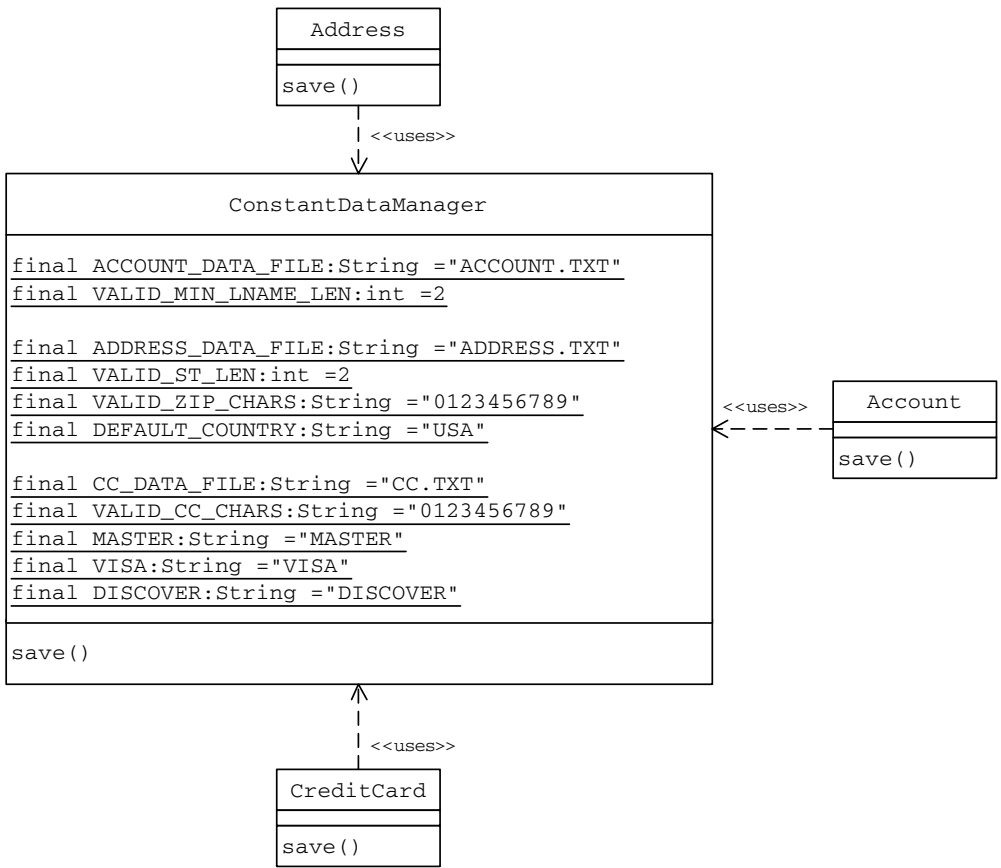 Address
save()
<<uses>>
ConstantDataManager
final ACCOUNT_DATA_FILE:String ="ACCOUNT.TXT"
final VALID_MIN_LNAME_LEN:int =2
final ADDRESS_DATA_FILE:String ="ADDRESS.TXT"
final VALID_ST_LEN:int =2
final VALID_ZIP_CHARS:String ="0123456789"
final DEFAULT_COUNTRY:String ="USA"
final CC_DATA_FILE:String ="CC.TXT"
final VALID_CC_CHARS:String ="0123456789"
final MASTER:String ="MASTER"
final VISA:String ="VISA"
final DISCOVER:String ="DISCOVER"
save()
<<uses>>
Account
save()
<<uses>>
CreditCard
save()